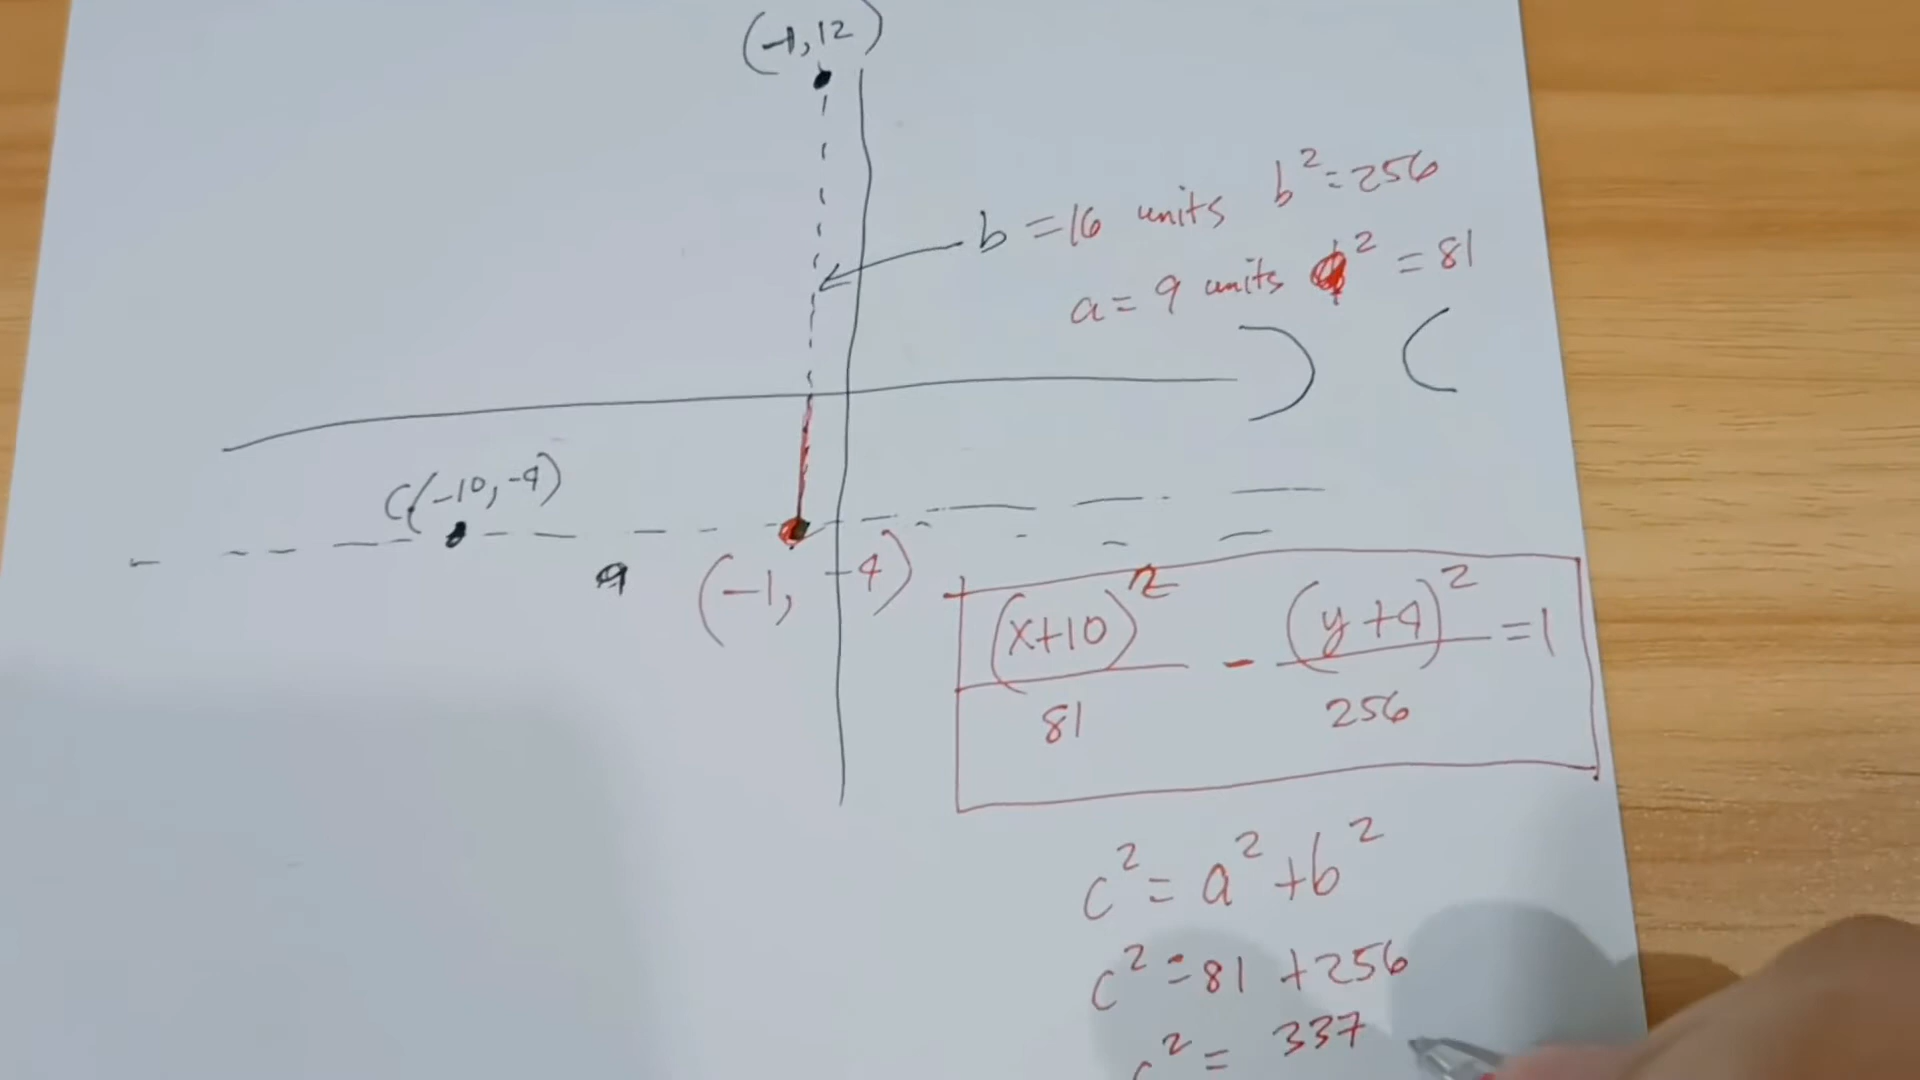 (-1, 12)
b = 16 units b² = 256
a = 9 units ² = 81
C(-10, -4)
9
(-1, -4)
(x+10)² / 81 - (y+4)² / 256 = 1
c² = a² + b²
c² = 81 + 256
c² = 337